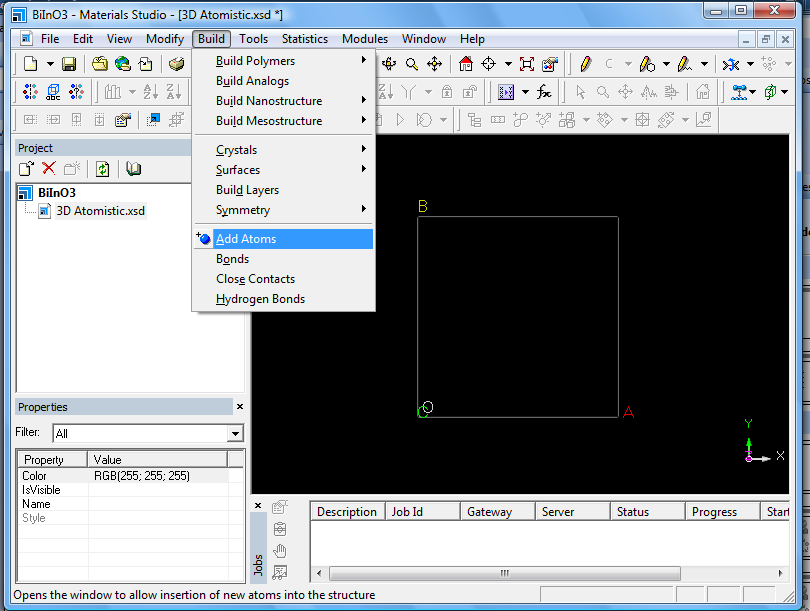 BiInO3 - Materials Studio - [3D Atomistic.xsd *]
File Edit View Modify Build Tools Statistics Modules Window Help
Build Polymers
Build Analogs
Build Nanostructure
Build Mesostructure
Crystals
Surfaces
Build Layers
Symmetry
Add Atoms
Bonds
Close Contacts
Hydrogen Bonds
Project
BiInO3
3D Atomistic.xsd
B
O
C
A
Y
X
Properties
Filter: All
Property Value
Color RGB(255; 255; 255)
IsVisible
Name
Style
Jobs
Description Job Id Gateway Server Status Progress Start
Opens the window to allow insertion of new atoms into the structure